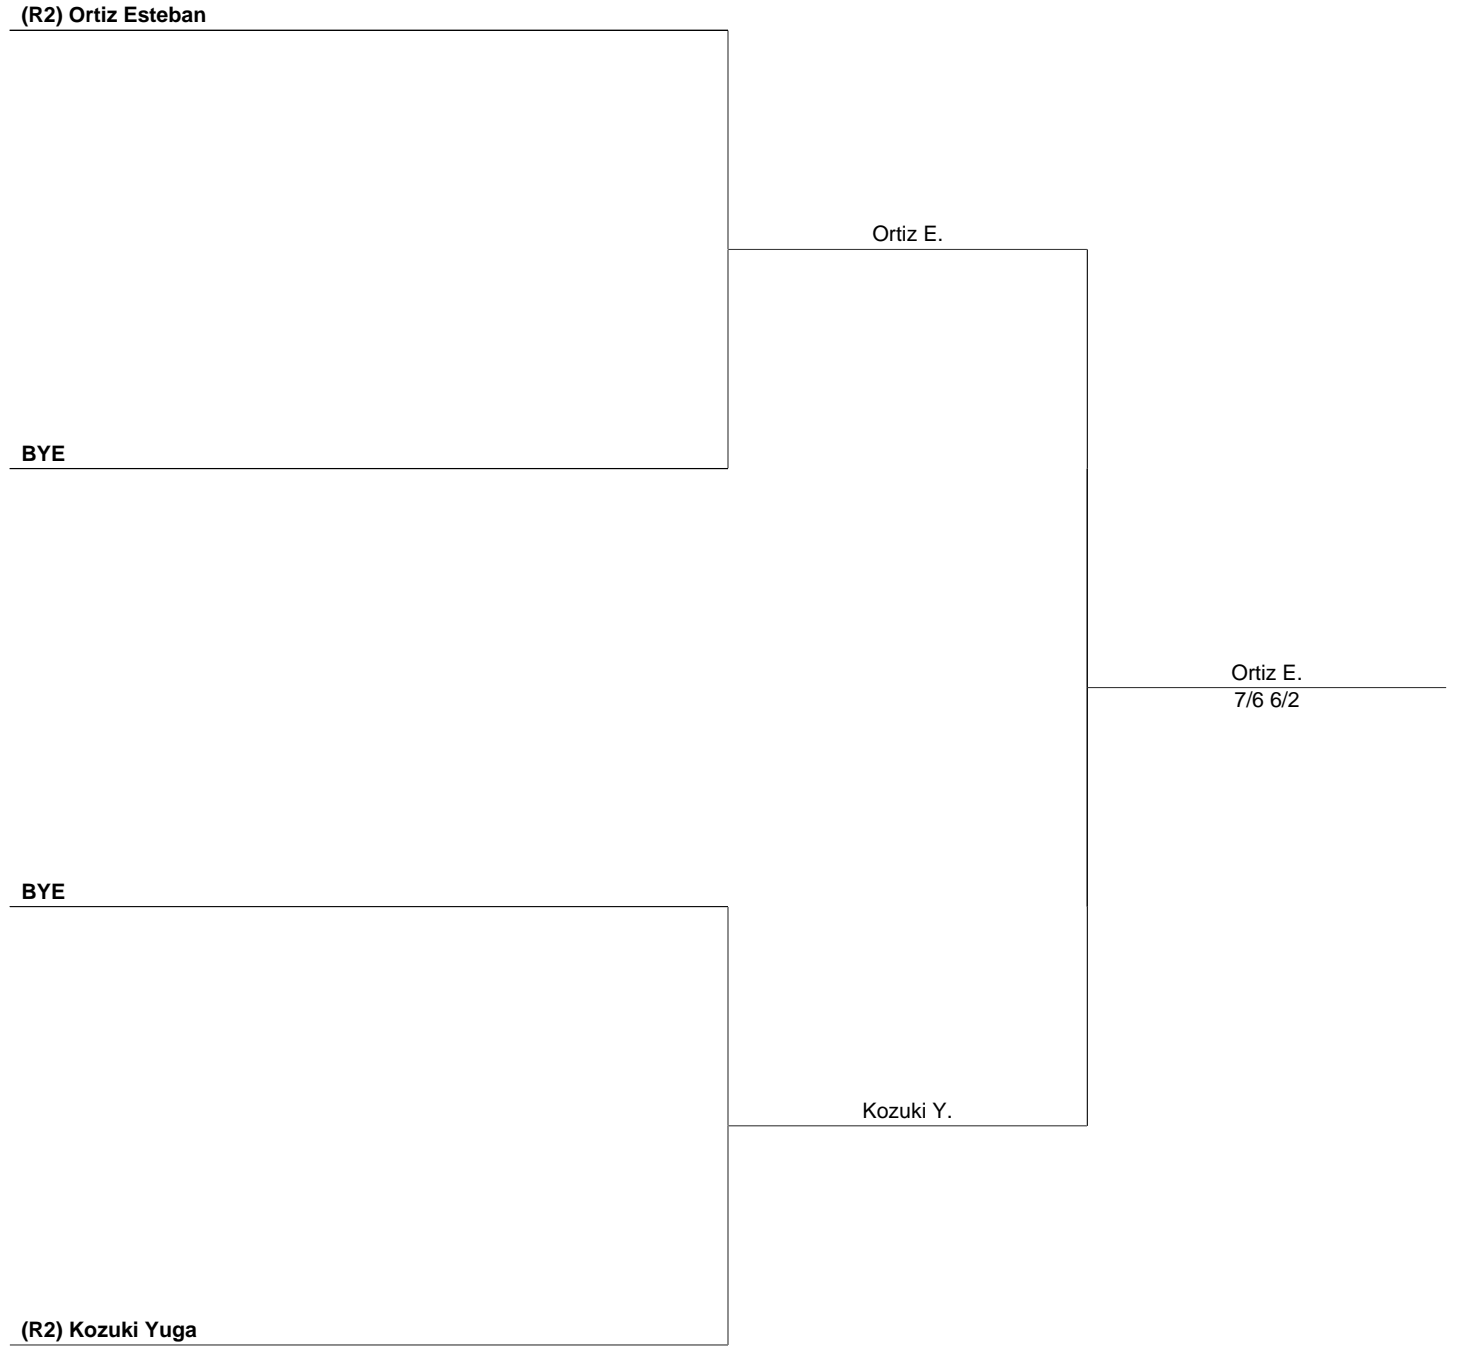 (R2) Ortiz Esteban
Ortiz E.
BYE
Ortiz E.
7/6 6/2
BYE
Kozuki Y.
(R2) Kozuki Yuga